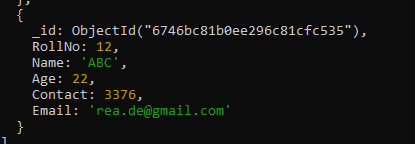 },
{
_id: ObjectId("6746bc81b0ee296c81cfc535"),
RollNo: 12,
Name: 'ABC',
Age: 22,
Contact: 3376,
Email: 'rea.de@gmail.com'
}
]